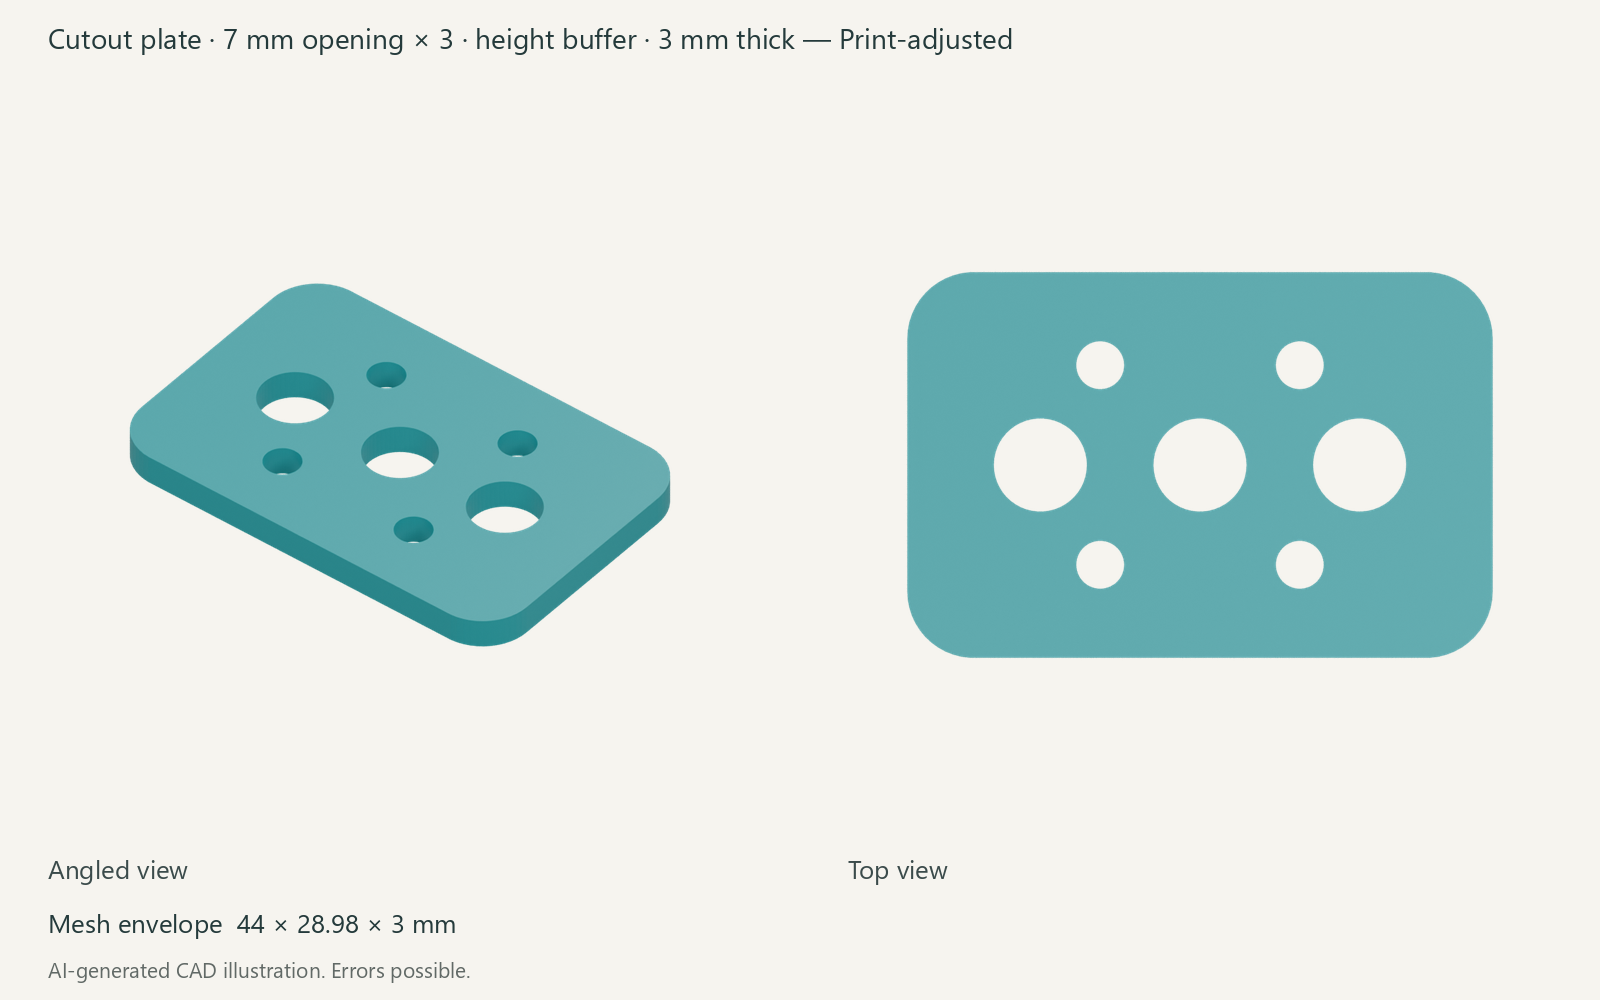 Cutout plate · 7 mm opening × 3 · height buffer · 3 mm thick — Print-adjusted
Angled view
Top view
Mesh envelope 44 × 28.98 × 3 mm
AI-generated CAD illustration. Errors possible.